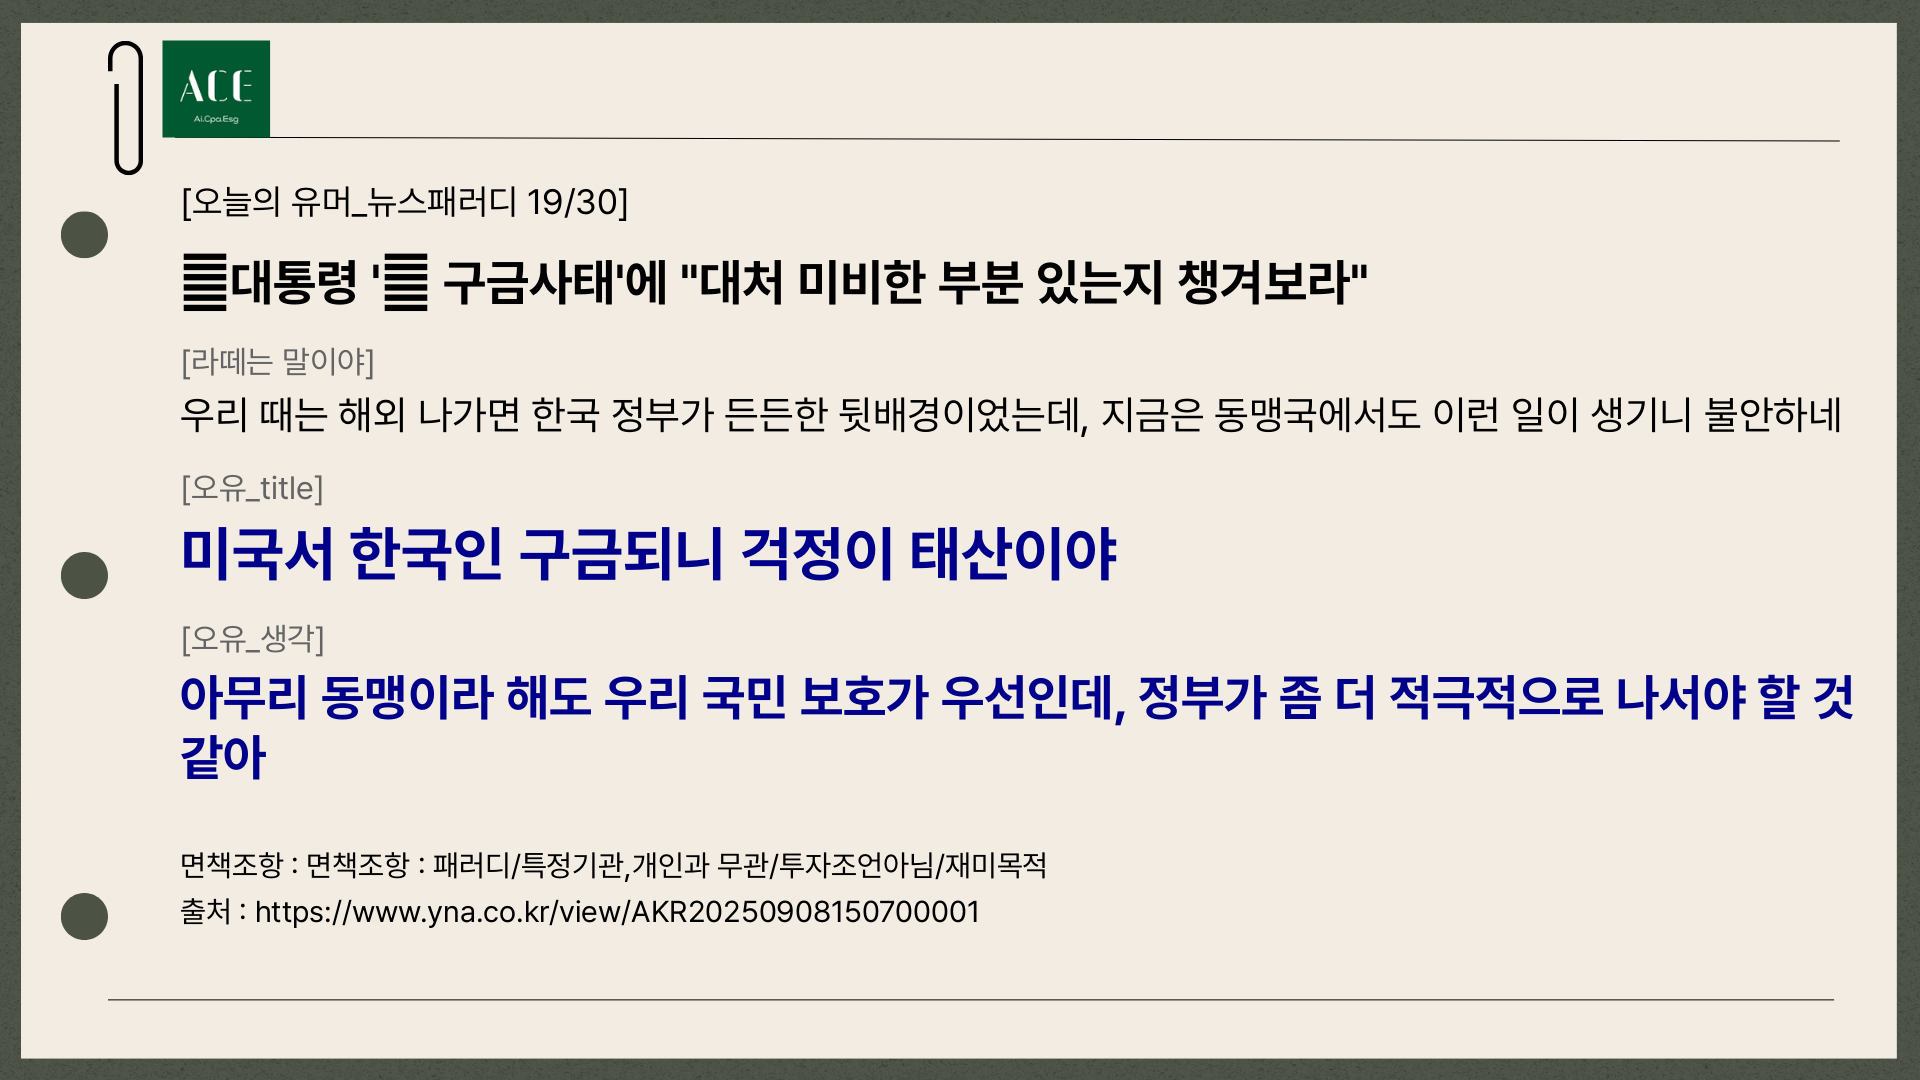 ACE
Ai.Cpa.Esg
[오늘의 유머_뉴스패러디 19/30]
대통령 ' 구금사태'에 "대처 미비한 부분 있는지 챙겨보라"
[라떼는 말이야]
우리 때는 해외 나가면 한국 정부가 든든한 뒷배경이었는데, 지금은 동맹국에서도 이런 일이 생기니 불안하네
[오유_title]
미국서 한국인 구금되니 걱정이 태산이야
[오유_생각]
아무리 동맹이라 해도 우리 국민 보호가 우선인데, 정부가 좀 더 적극적으로 나서야 할 것
같아
면책조항 : 면책조항 : 패러디/특정기관,개인과 무관/투자조언아님/재미목적
출처 : https://www.yna.co.kr/view/AKR20250908150700001